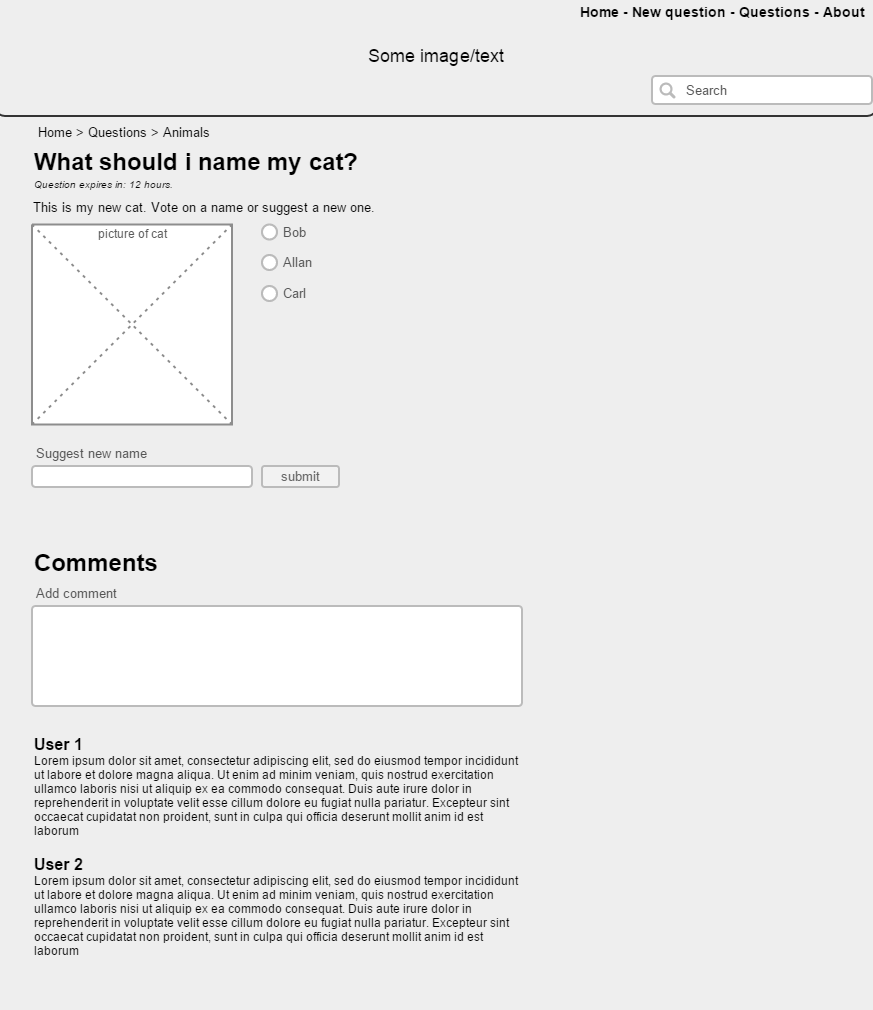 Home - New question - Questions - About
Some image/text
Search
Home > Questions > Animals
What should i name my cat?
Question expires in: 12 hours.
This is my new cat. Vote on a name or suggest a new one.
picture of cat
Bob
Allan
Carl
Suggest new name
submit
Comments
Add comment
User 1
Lorem ipsum dolor sit amet, consectetur adipiscing elit, sed do eiusmod tempor incididunt
ut labore et dolore magna aliqua. Ut enim ad minim veniam, quis nostrud exercitation
ullamco laboris nisi ut aliquip ex ea commodo consequat. Duis aute irure dolor in
reprehenderit in voluptate velit esse cillum dolore eu fugiat nulla pariatur. Excepteur sint
occaecat cupidatat non proident, sunt in culpa qui officia deserunt mollit anim id est
laborum
User 2
Lorem ipsum dolor sit amet, consectetur adipiscing elit, sed do eiusmod tempor incididunt
ut labore et dolore magna aliqua. Ut enim ad minim veniam, quis nostrud exercitation
ullamco laboris nisi ut aliquip ex ea commodo consequat. Duis aute irure dolor in
reprehenderit in voluptate velit esse cillum dolore eu fugiat nulla pariatur. Excepteur sint
occaecat cupidatat non proident, sunt in culpa qui officia deserunt mollit anim id est
laborum